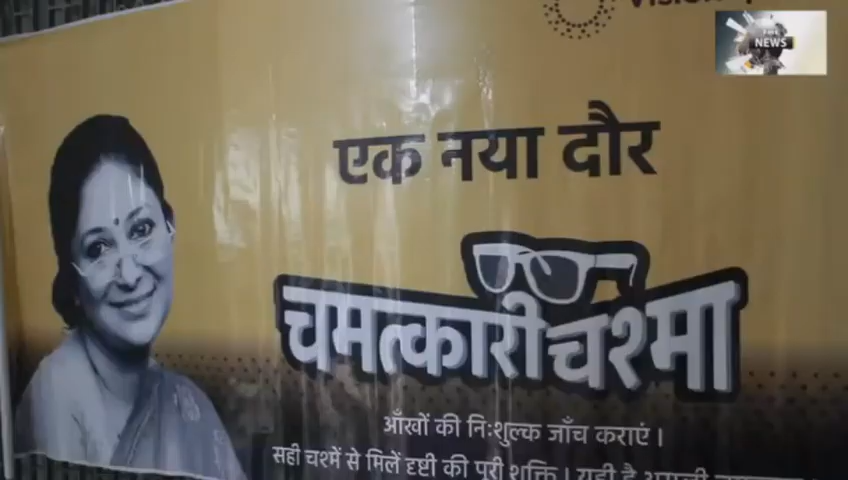 NEWS
एक नया दौर
चमत्कारी चश्मा
आँखों की निःशुल्क जाँच कराएं।
सही चश्में से मिलें दृष्टी की पूरी शक्ति। यही है